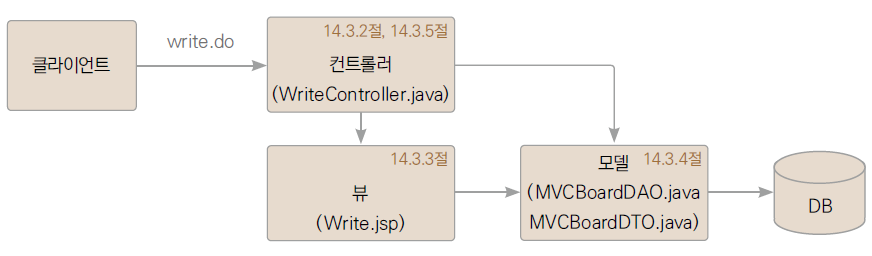 클라이언트
write.do
14.3.2절, 14.3.5절
컨트롤러
(WriteController.java)
14.3.3절
뷰
(Write.jsp)
모델
14.3.4절
(MVCBoardDAO.java
MVCBoardDTO.java)
DB